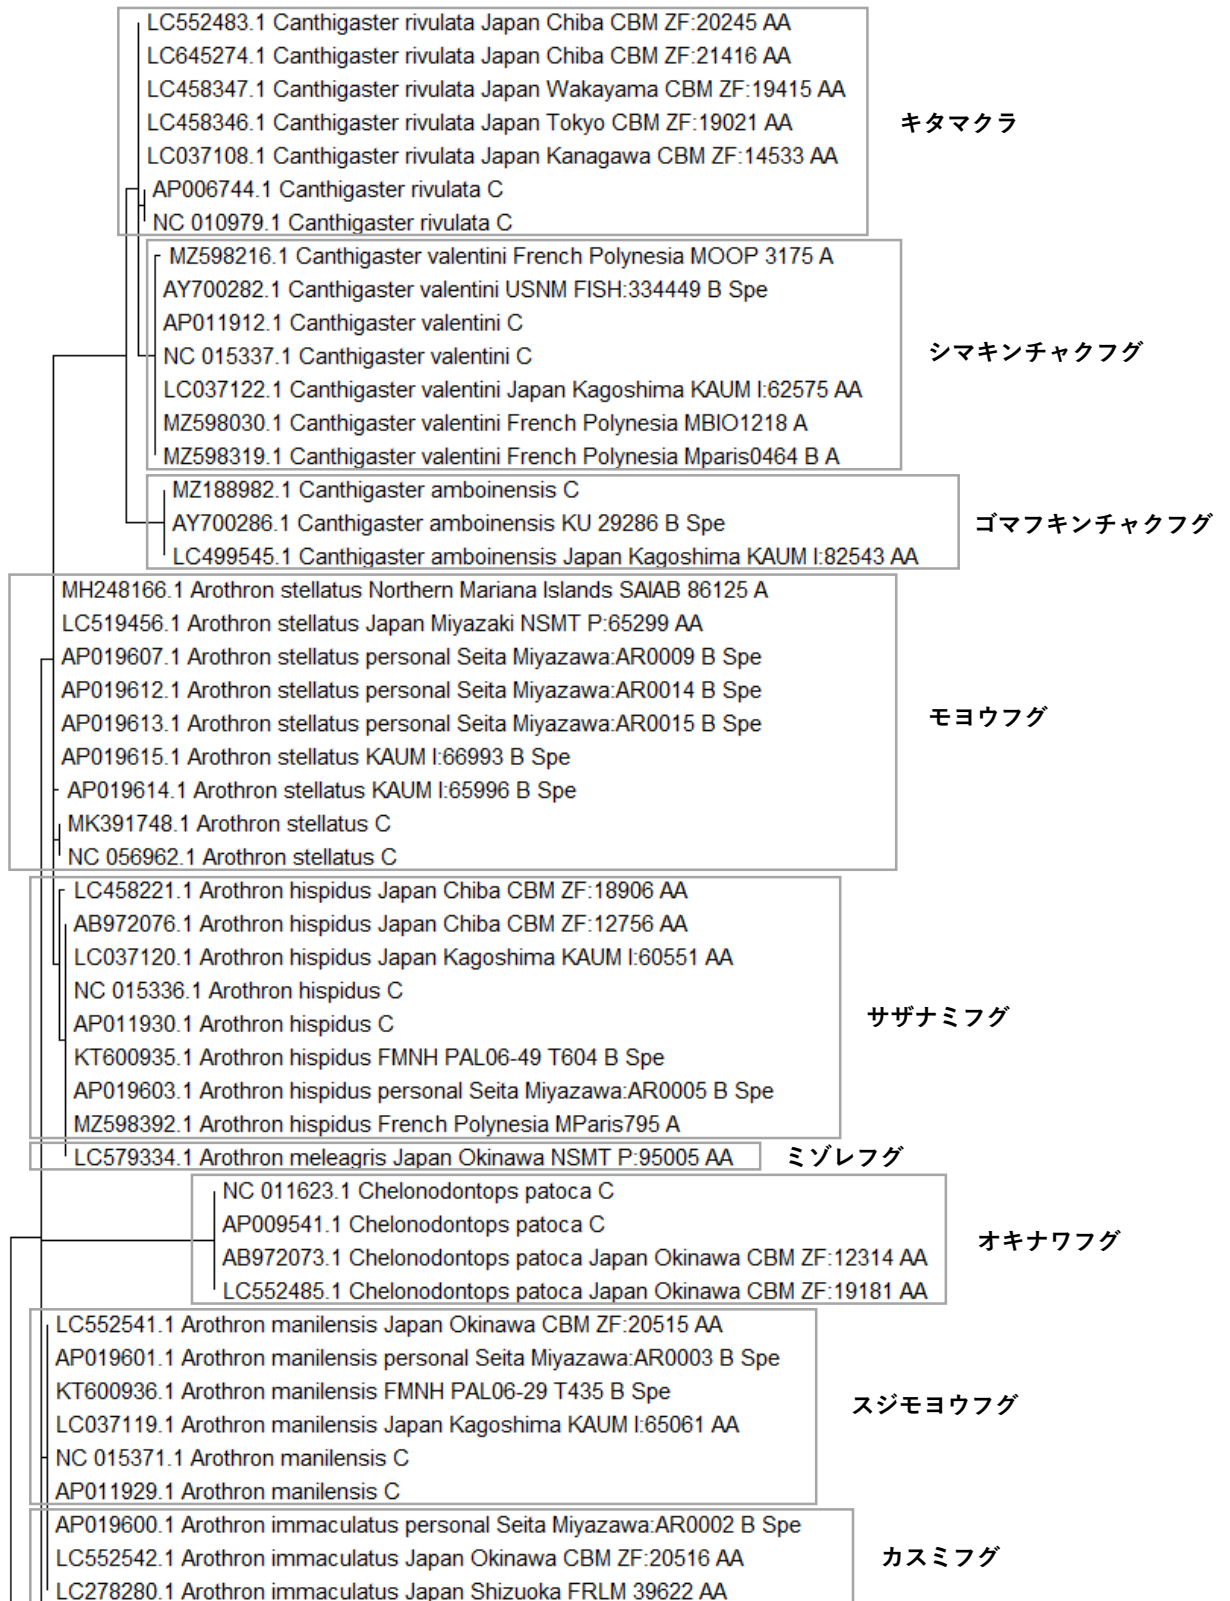 LC552483.1 Canthigaster rivulata Japan Chiba CBM ZF:20245 AA
LC645274.1 Canthigaster rivulata Japan Chiba CBM ZF:21416 AA
LC458347.1 Canthigaster rivulata Japan Wakayama CBM ZF:19415 AA
LC458346.1 Canthigaster rivulata Japan Tokyo CBM ZF:19021 AA
キタマクラ
LC037108.1 Canthigaster rivulata Japan Kanagawa CBM ZF:14533 AA
AP006744.1 Canthigaster rivulata C
NC 010979.1 Canthigaster rivulata C
MZ598216.1 Canthigaster valentini French Polynesia MOOP 3175 A
AY700282.1 Canthigaster valentini USNM FISH:334449 B Spe
AP011912.1 Canthigaster valentini C
NC 015337.1 Canthigaster valentini C
シマキンチャクフグ
LC037122.1 Canthigaster valentini Japan Kagoshima KAUM I:62575 AA
MZ598030.1 Canthigaster valentini French Polynesia MBIO1218 A
MZ598319.1 Canthigaster valentini French Polynesia Mparis0464 B A
MZ188982.1 Canthigaster amboinensis C
AY700286.1 Canthigaster amboinensis KU 29286 B Spe
ゴマフキンチャクフグ
LC499545.1 Canthigaster amboinensis Japan Kagoshima KAUM I:82543 AA
MH248166.1 Arothron stellatus Northern Mariana Islands SAIAB 86125 A
LC519456.1 Arothron stellatus Japan Miyazaki NSMT P:65299 AA
AP019607.1 Arothron stellatus personal Seita Miyazawa:AR0009 B Spe
AP019612.1 Arothron stellatus personal Seita Miyazawa:AR0014 B Spe
AP019613.1 Arothron stellatus personal Seita Miyazawa:AR0015 B Spe
モヨウフグ
AP019615.1 Arothron stellatus KAUM I:66993 B Spe
AP019614.1 Arothron stellatus KAUM I:65996 B Spe
MK391748.1 Arothron stellatus C
NC 056962.1 Arothron stellatus C
LC458221.1 Arothron hispidus Japan Chiba CBM ZF:18906 AA
AB972076.1 Arothron hispidus Japan Chiba CBM ZF:12756 AA
LC037120.1 Arothron hispidus Japan Kagoshima KAUM I:60551 AA
NC 015336.1 Arothron hispidus C
AP011930.1 Arothron hispidus C
サザナミフグ
KT600935.1 Arothron hispidus FMNH PAL06-49 T604 B Spe
AP019603.1 Arothron hispidus personal Seita Miyazawa:AR0005 B Spe
MZ598392.1 Arothron hispidus French Polynesia MParis795 A
LC579334.1 Arothron meleagris Japan Okinawa NSMT P:95005 AA
ミゾレフグ
NC 011623.1 Chelonodontops patoca C
AP009541.1 Chelonodontops patoca C
オキナワフグ
AB972073.1 Chelonodontops patoca Japan Okinawa CBM ZF:12314 AA
LC552485.1 Chelonodontops patoca Japan Okinawa CBM ZF:19181 AA
LC552541.1 Arothron manilensis Japan Okinawa CBM ZF:20515 AA
AP019601.1 Arothron manilensis personal Seita Miyazawa:AR0003 B Spe
KT600936.1 Arothron manilensis FMNH PAL06-29 T435 B Spe
スジモヨウフグ
LC037119.1 Arothron manilensis Japan Kagoshima KAUM I:65061 AA
NC 015371.1 Arothron manilensis C
AP011929.1 Arothron manilensis C
AP019600.1 Arothron immaculatus personal Seita Miyazawa:AR0002 B Spe
LC552542.1 Arothron immaculatus Japan Okinawa CBM ZF:20516 AA
カスミフグ
LC278280.1 Arothron immaculatus Japan Shizuoka FRLM 39622 AA